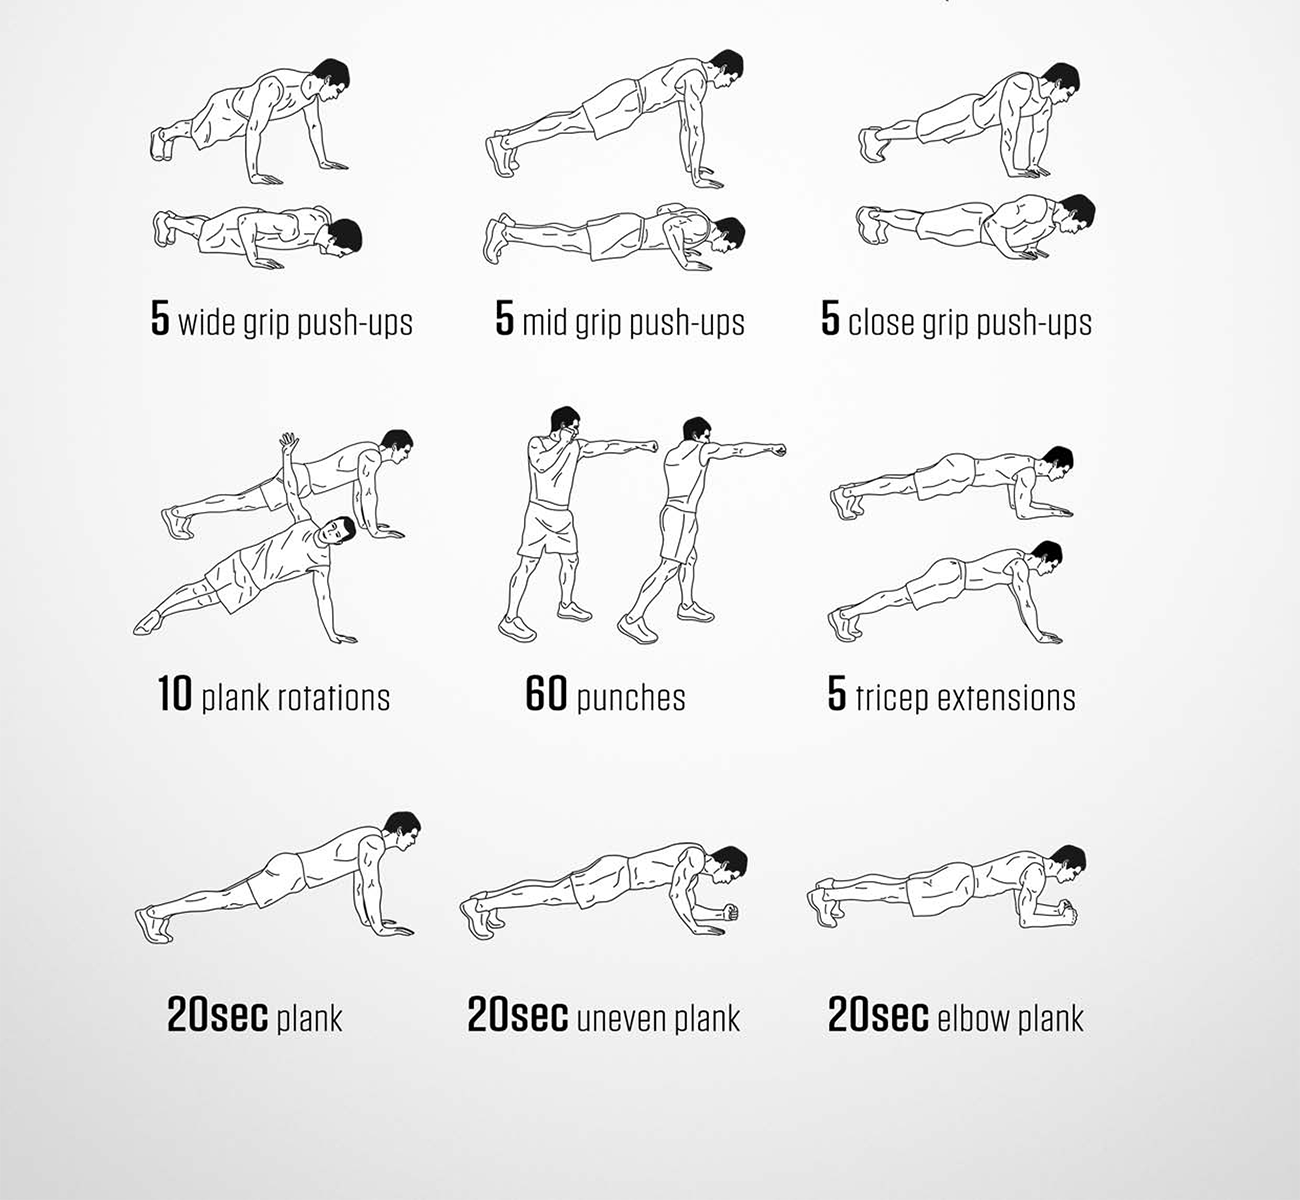 5 wide grip push-ups
5 mid grip push-ups
5 close grip push-ups
10 plank rotations
60 punches
5 tricep extensions
20sec plank
20sec uneven plank
20sec elbow plank